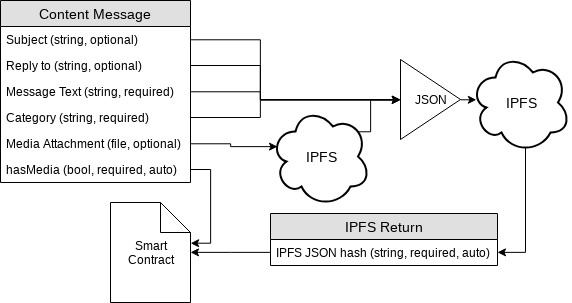 Content Message
Subject (string, optional)
Reply to (string, optional)
Message Text (string, required)
Category (string, required)
Media Attachment (file, optional)
hasMedia (bool, required, auto)
JSON
IPFS
IPFS
IPFS Return
IPFS JSON hash (string, required, auto)
Smart
Contract